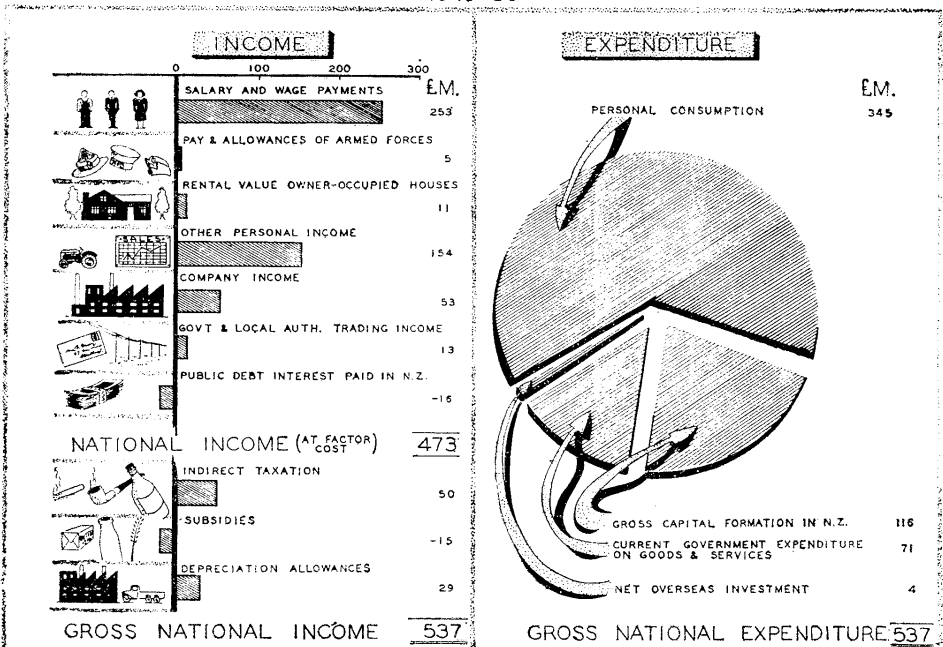 INCOME
0 100 200 300
£M.
SALARY AND WAGE PAYMENTS
253
PAY & ALLOWANCES OF ARMED FORCES
5
RENTAL VALUE OWNER-OCCUPIED HOUSES
11
SALES
OTHER PERSONAL INCOME
154
COMPANY INCOME
53
GOVT & LOCAL AUTH. TRADING INCOME
13
PUBLIC DEBT INTEREST PAID IN N.Z.
-16
NATIONAL INCOME (AT FACTOR COST) 473
INDIRECT TAXATION
50
-SUBSIDIES
-15
DEPRECIATION ALLOWANCES
29
GROSS NATIONAL INCOME 537
EXPENDITURE
£M.
PERSONAL CONSUMPTION 345
GROSS CAPITAL FORMATION IN N.Z. 116
CURRENT GOVERNMENT EXPENDITURE
ON GOODS & SERVICES 71
NET OVERSEAS INVESTMENT 4
GROSS NATIONAL EXPENDITURE 537